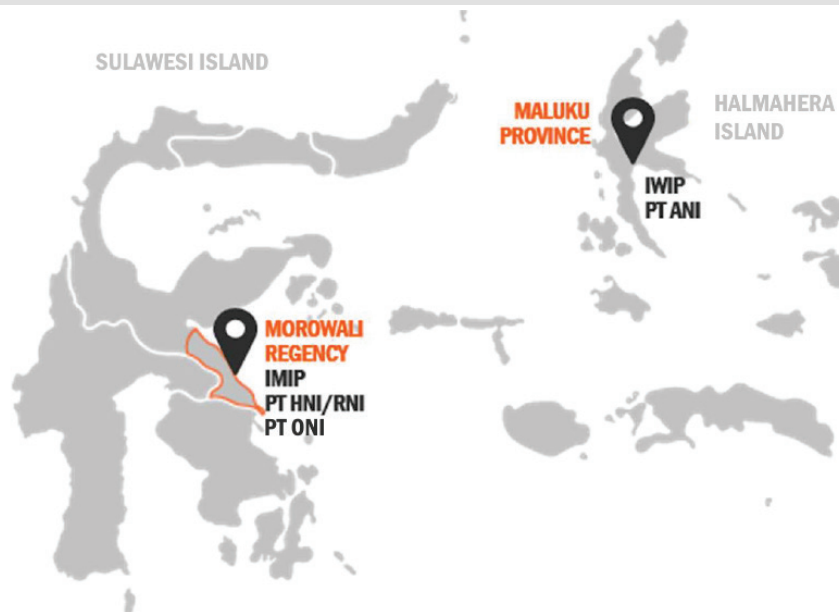 SULAWESI ISLAND
MALUKU
PROVINCE
HALMAHERA
ISLAND
IWIP
PT ANI
MOROWALI
REGENCY
IMIP
PT HNI/RNI
PT ONI